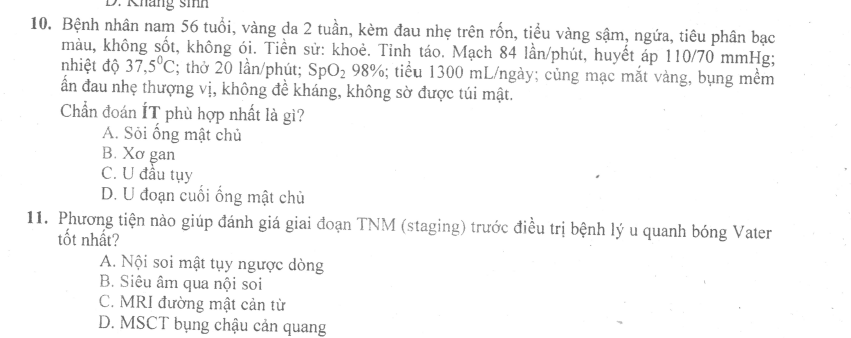 D. Kháng sinh
10. Bệnh nhân nam 56 tuổi, vàng da 2 tuần, kèm đau nhẹ trên rốn, tiểu vàng sậm, ngứa, tiêu phân bạc
màu, không sốt, không ói. Tiền sử: khoẻ. Tỉnh táo. Mạch 84 lần/phút, huyết áp 110/70 mmHg;
nhiệt độ 37,5⁰C; thở 20 lần/phút; SpO₂ 98%; tiểu 1300 mL/ngày; củng mạc mắt vàng, bụng mềm
ấn đau nhẹ thượng vị, không đề kháng, không sờ được túi mật.
Chẩn đoán ÍT phù hợp nhất là gì?
A. Sỏi ống mật chủ
B. Xơ gan
C. U đầu tụy
D. U đoạn cuối ống mật chủ
11. Phương tiện nào giúp đánh giá giai đoạn TNM (staging) trước điều trị bệnh lý u quanh bóng Vater
tốt nhất?
A. Nội soi mật tụy ngược dòng
B. Siêu âm qua nội soi
C. MRI đường mật cản từ
D. MSCT bụng chậu cản quang